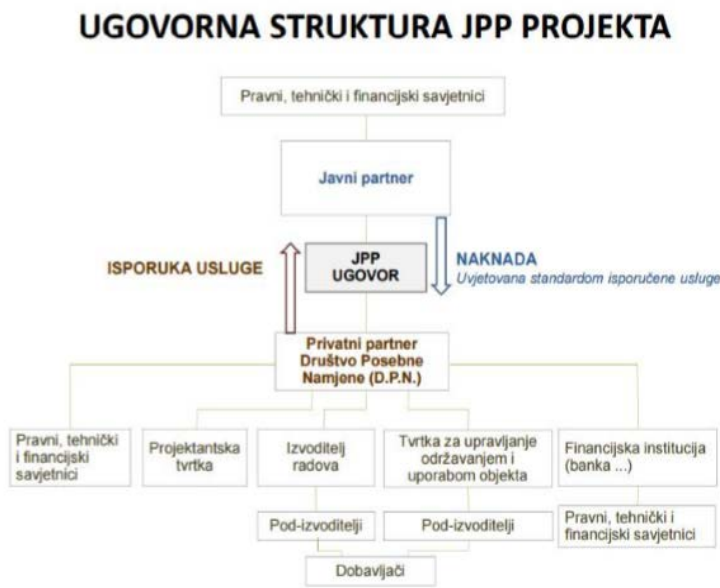 UGOVORNA STRUKTURA JPP PROJEKTA
Pravni, tehnički i financijski savjetnici
Javni partner
ISPORUKA USLUGE
JPP
UGOVOR
NAKNADA
Uvjetovana standardom isporučene usluge
Privatni partner
Društvo Posebne
Namjene (D.P.N.)
Pravni, tehnički
i financijski
savjetnici
Projektantska
tvrtka
Izvoditelj
radova
Tvrtka za upravljanje
održavanjem i
uporabom objekta
Financijska institucija
(banka ...)
Pod-izvoditelji
Pod-izvoditelji
Pravni, tehnički i
financijski savjetnici
Dobavljači